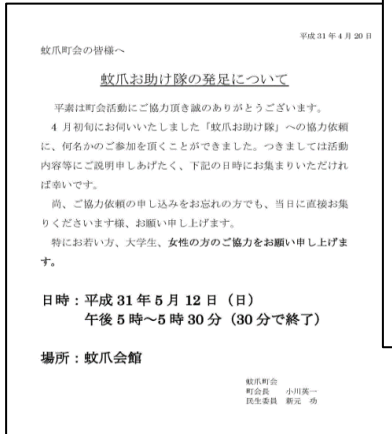 平成 31 年 4 月 20 日
蚊爪町会の皆様へ
蚊爪お助け隊の発足について
平素は町会活動にご協力頂き誠のありがとうございます。
4 月初旬にお伺いいたしました「蚊爪お助け隊」への協力依頼
に、何名かのご参加を頂くことができました。つきましては活動
内容等にご説明申しあげたく、下記の日時にお集まりいただけれ
ば幸いです。
尚、ご協力依頼の申し込みをお忘れの方でも、当日に直接お集
りくださいます様、お願い申し上げます。
特にお若い方、大学生、女性の方のご協力をお願い申し上げま
す。
日時：平成 31 年 5 月 12 日（日）
午後 5 時～5 時 30 分（30 分で終了）
場所：蚊爪会館
蚊爪町会
町会長　小川英一
民生委員　新元　功